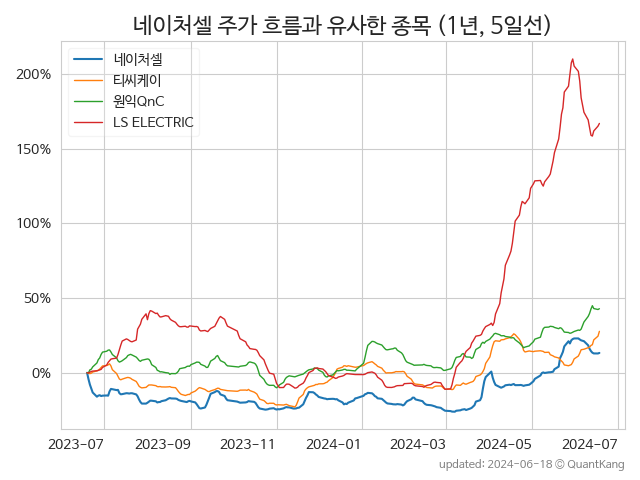 네이처셀 주가 흐름과 유사한 종목 (1년, 5일선)
네이처셀
티씨케이
원익QnC
LS ELECTRIC
200%
150%
100%
50%
0%
2023-07 2023-09 2023-11 2024-01 2024-03 2024-05 2024-07
updated: 2024-06-18 © QuantKang